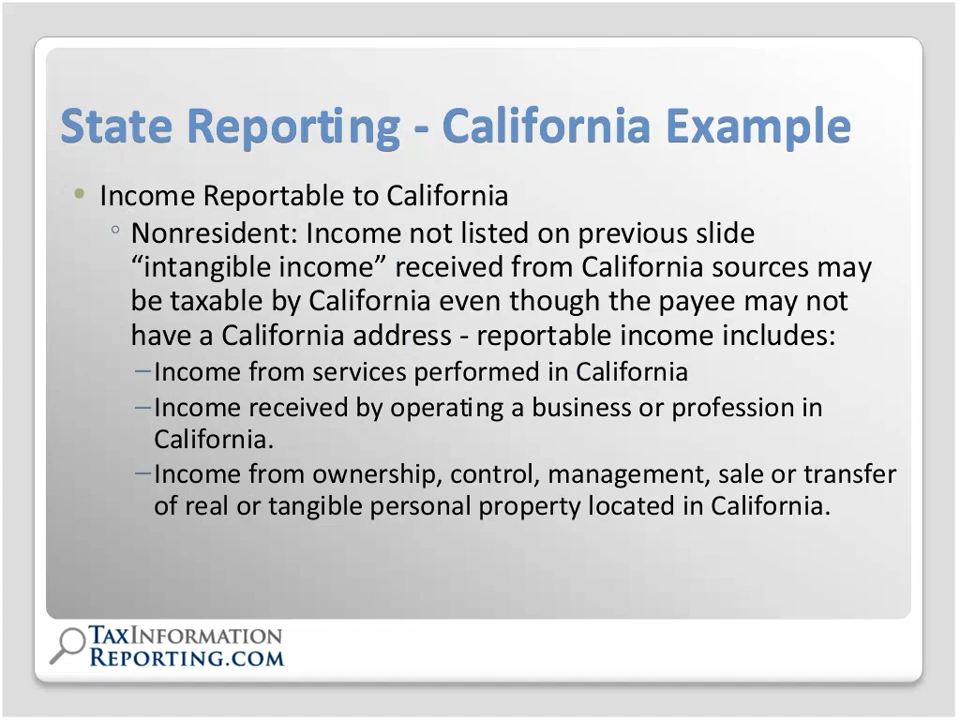 State Reporting - California Example
• Income Reportable to California
◦ Nonresident: Income not listed on previous slide
“intangible income” received from California sources may
be taxable by California even though the payee may not
have a California address - reportable income includes:
–Income from services performed in California
–Income received by operating a business or profession in
California.
–Income from ownership, control, management, sale or transfer
of real or tangible personal property located in California.
TAXINFORMATION
REPORTING.COM